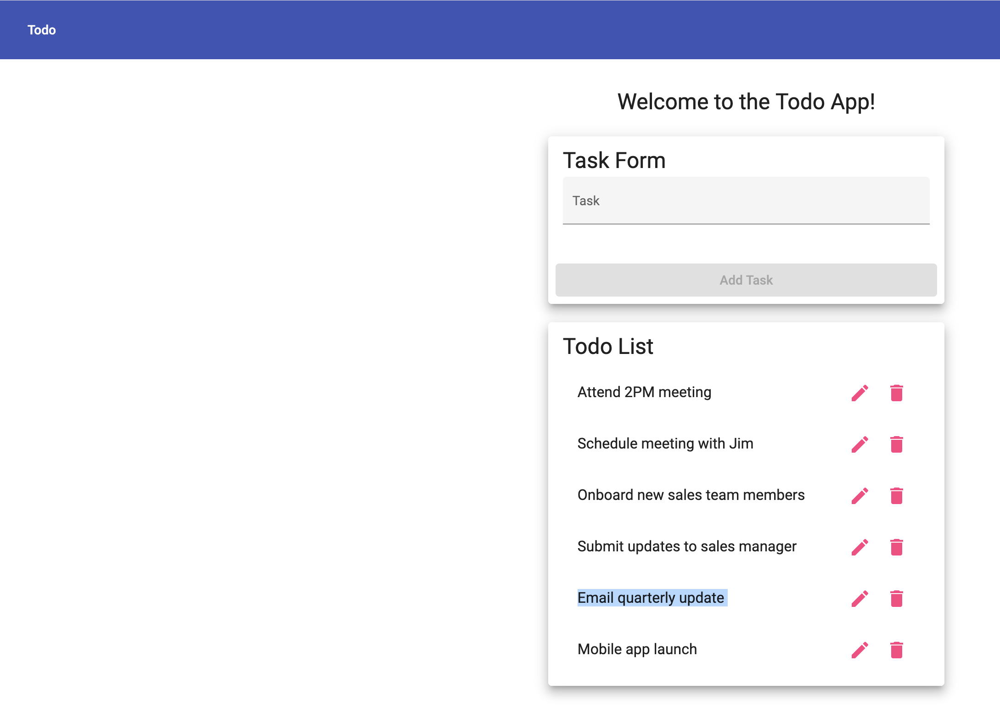 Todo
Welcome to the Todo App!
Task Form
Task
Add Task
Todo List
Attend 2PM meeting
Schedule meeting with Jim
Onboard new sales team members
Submit updates to sales manager
Email quarterly update
Mobile app launch